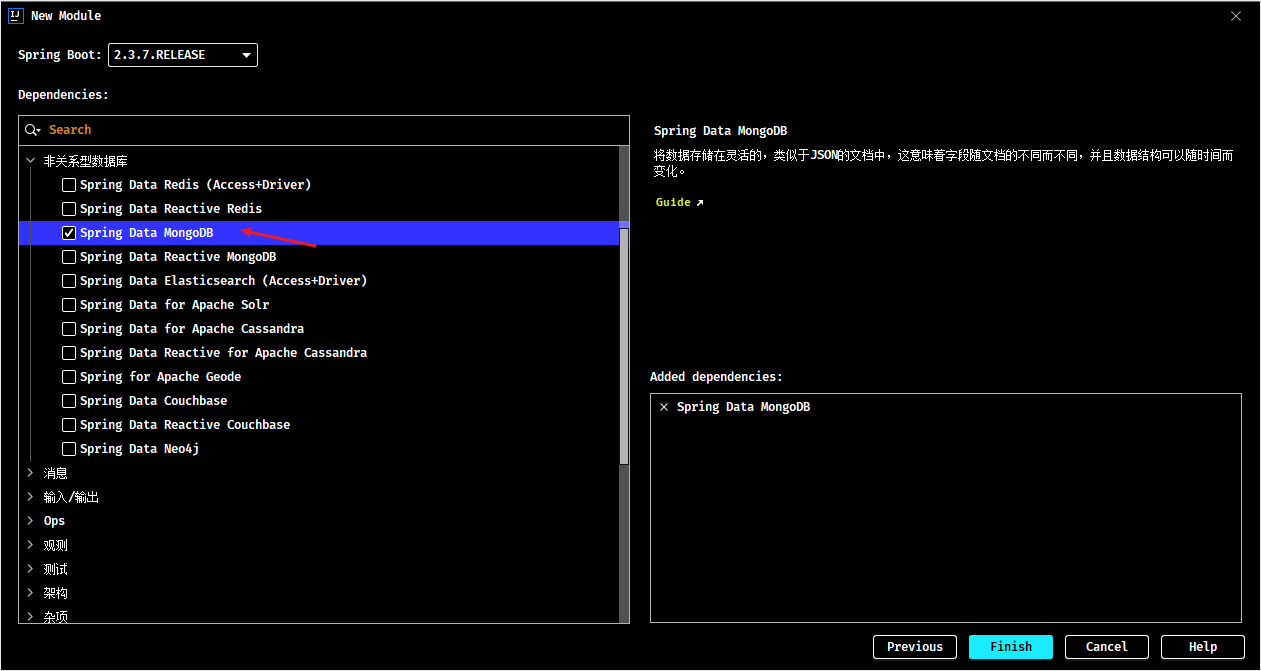 New Module
Spring Boot: 2.3.7.RELEASE
Dependencies:
Search
非关系型数据库
Spring Data Redis (Access+Driver)
Spring Data Reactive Redis
Spring Data MongoDB
Spring Data Reactive MongoDB
Spring Data Elasticsearch (Access+Driver)
Spring Data for Apache Solr
Spring Data for Apache Cassandra
Spring Data Reactive for Apache Cassandra
Spring for Apache Geode
Spring Data Couchbase
Spring Data Reactive Couchbase
Spring Data Neo4j
消息
输入/输出
Ops
观测
测试
架构
杂项
Spring Data MongoDB
将数据存储在灵活的，类似于JSON的文档中，这意味着字段随文档的不同而不同，并且数据结构可以随时间而
变化。
Guide
Added dependencies:
Spring Data MongoDB
Previous
Finish
Cancel
Help